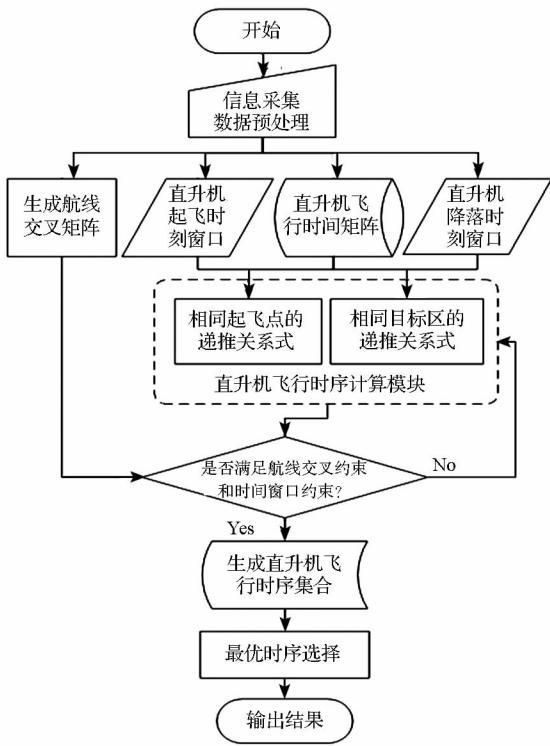 开始
信息采集
数据预处理
生成航线
交叉矩阵
直升机
起飞时
刻窗口
直升机飞
行时间矩阵
直升机
降落时
刻窗口
相同起飞点的
递推关系式
相同目标区的
递推关系式
直升机飞行时序计算模块
是否满足航线交叉约束
和时间窗口约束?
No
Yes
生成直升机飞
行时序集合
最优时序选择
输出结果